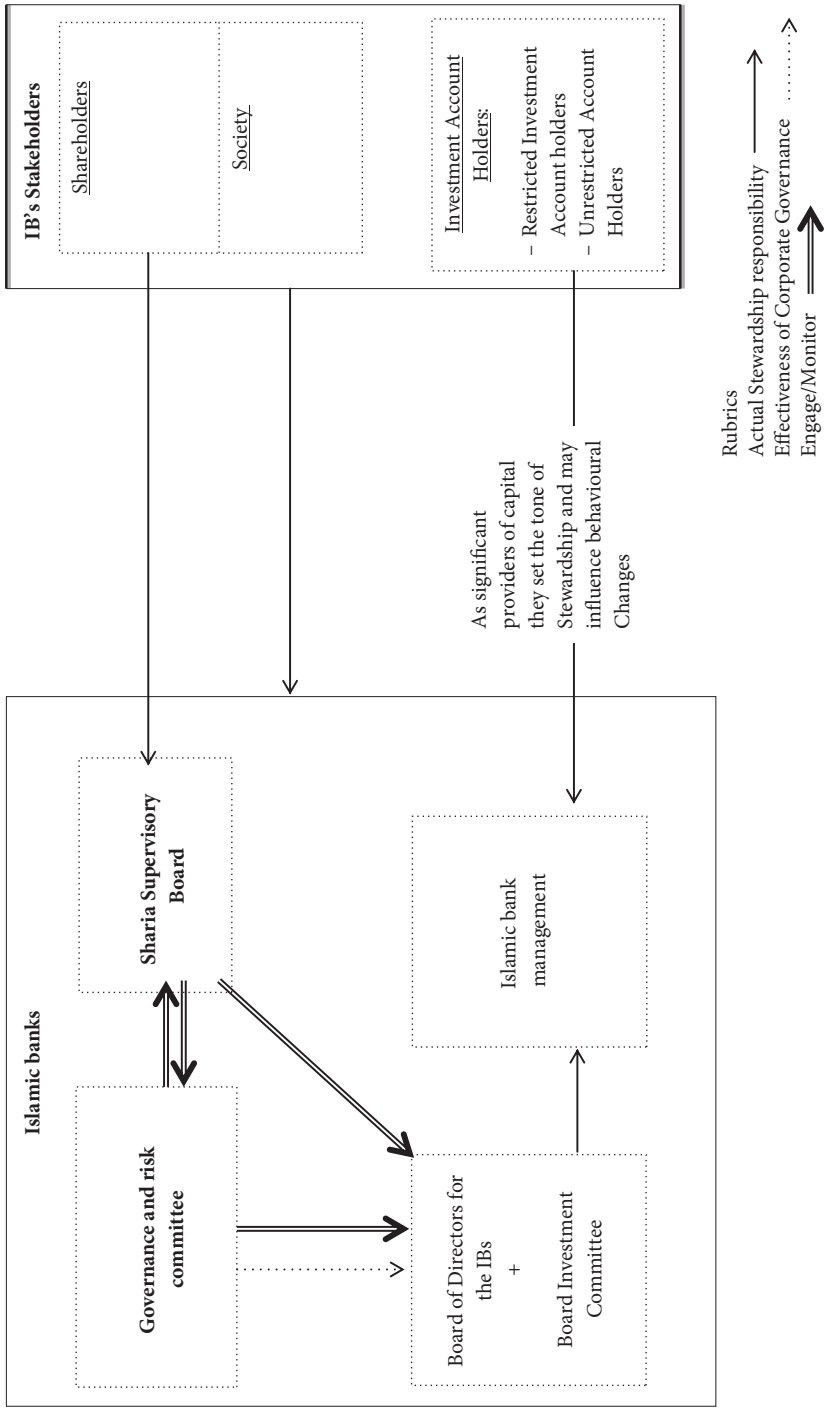 Islamic banks
Governance and risk
committee
Sharia Supervisory
Board
Board of Directors for
the IBs
+
Board Investment
Committee
Islamic bank
management
As significant
providers of capital
they set the tone of
Stewardship and may
influence behavioural
Changes
IB's Stakeholders
Shareholders
Society
Investment Account
Holders:
– Restricted Investment
Account holders
– Unrestricted Account
Holders
Rubrics
Actual Stewardship responsibility
Effectiveness of Corporate Governance
Engage/Monitor